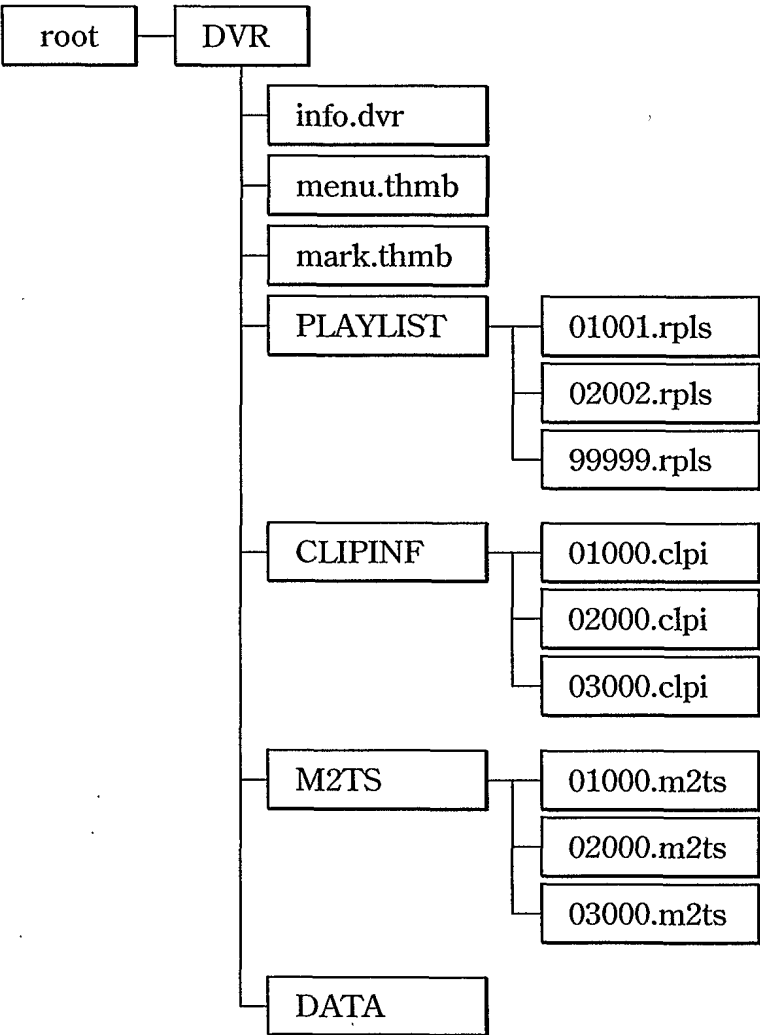 root
DVR
info.dvr
menu.thmb
mark.thmb
PLAYLIST
01001.rpls
02002.rpls
99999.rpls
CLIPINF
01000.clpi
02000.clpi
03000.clpi
M2TS
01000.m2ts
02000.m2ts
03000.m2ts
DATA